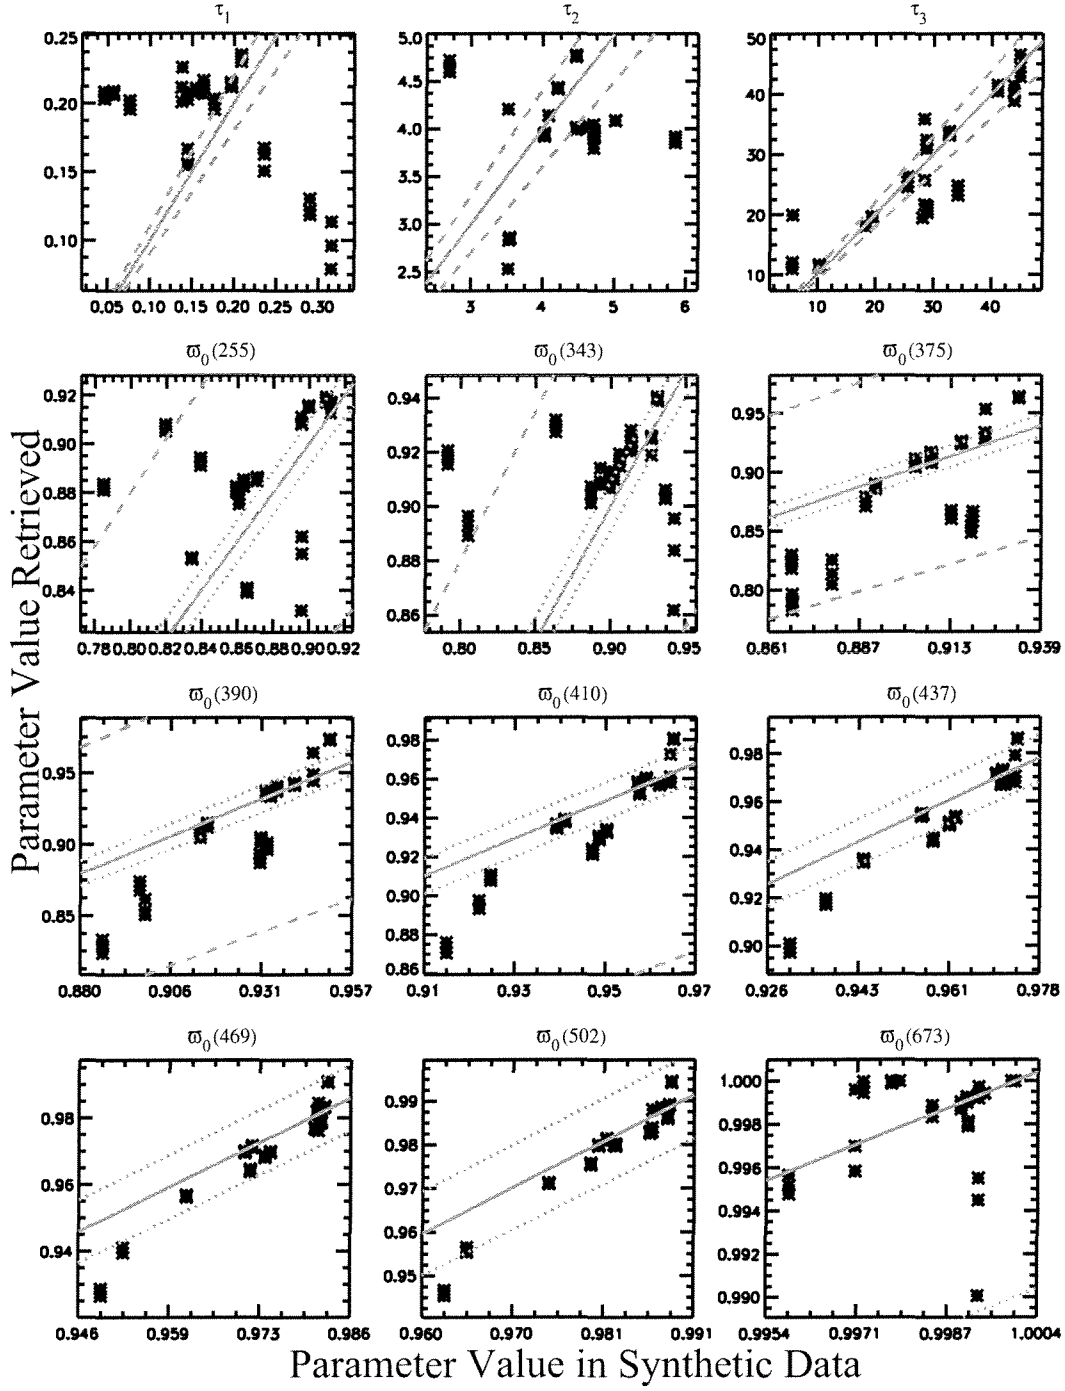 τ1 τ2 τ3
0.25 0.20 0.15 0.10
0.05 0.10 0.15 0.20 0.25 0.30
5.0 4.5 4.0 3.5 3.0 2.5
3 4 5 6
50 40 30 20 10
10 20 30 40
ϖ0(255) ϖ0(343) ϖ0(375)
0.92 0.90 0.88 0.86 0.84
0.78 0.80 0.82 0.84 0.86 0.88 0.90 0.92
0.94 0.92 0.90 0.88 0.86
0.80 0.85 0.90 0.95
0.95 0.90 0.85 0.80
0.861 0.887 0.913 0.939
Parameter Value Retrieved
ϖ0(390) ϖ0(410) ϖ0(437)
0.95 0.90 0.85
0.880 0.906 0.931 0.957
0.98 0.96 0.94 0.92 0.90 0.88 0.86
0.91 0.93 0.95 0.97
0.98 0.96 0.94 0.92 0.90
0.926 0.943 0.961 0.978
ϖ0(469) ϖ0(502) ϖ0(673)
0.98 0.96 0.94
0.946 0.959 0.973 0.986
0.99 0.98 0.97 0.96 0.95
0.960 0.970 0.981 0.991
1.000 0.998 0.996 0.994 0.992 0.990
0.9954 0.9971 0.9987 1.0004
Parameter Value in Synthetic Data